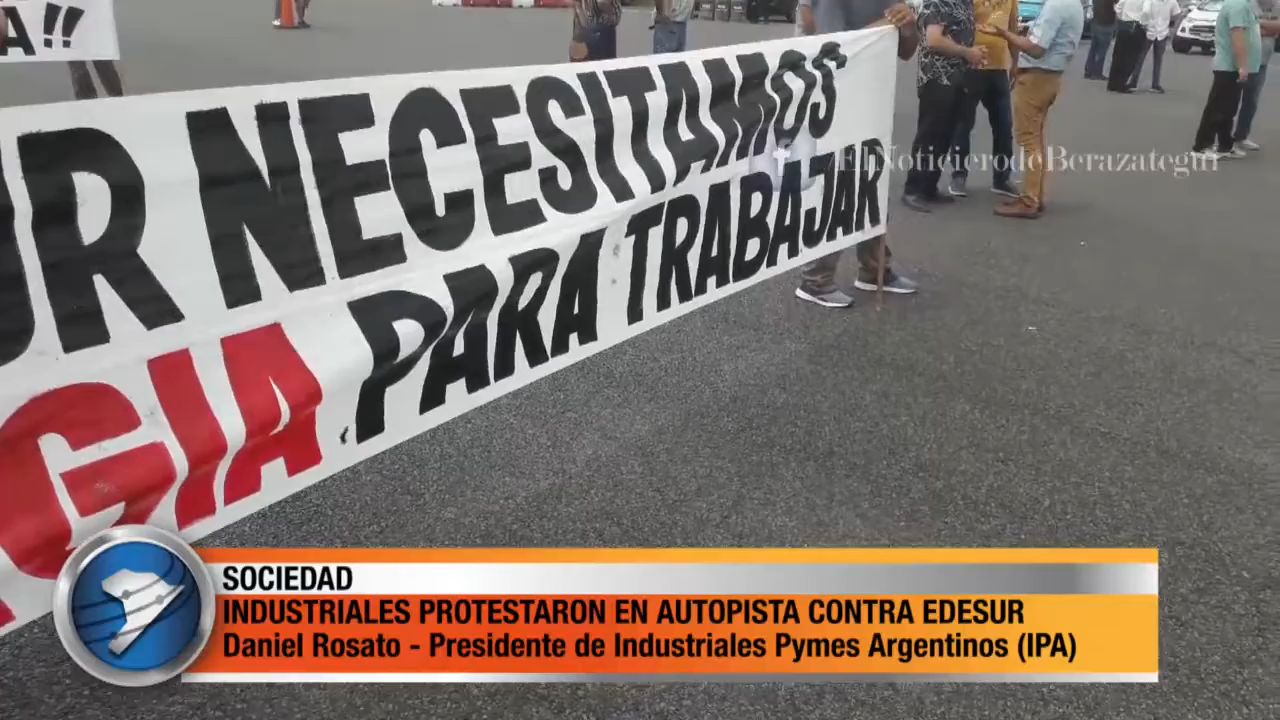 A!!
UR NECESITAMOS
GIA PARA TRABAJAR
/ElNoticierodeBerazategui
SOCIEDAD
INDUSTRIALES PROTESTARON EN AUTOPISTA CONTRA EDESUR
Daniel Rosato - Presidente de Industriales Pymes Argentinos (IPA)